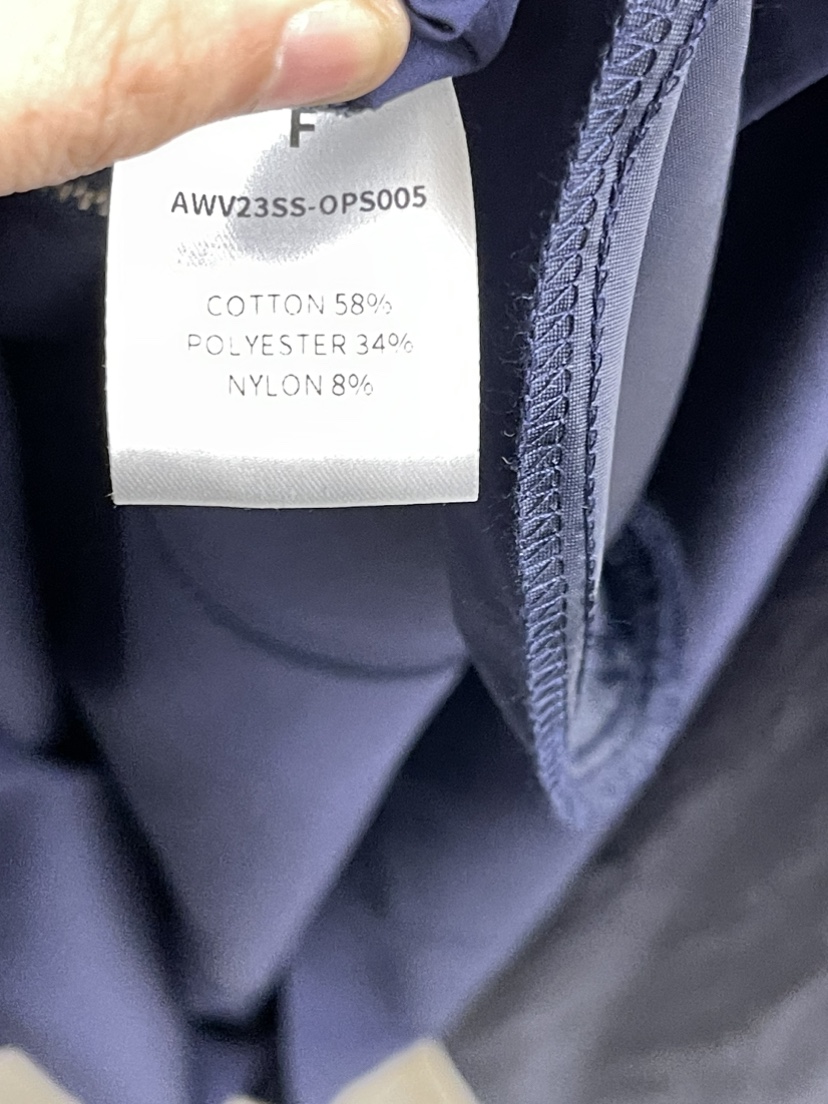 F
AWV23SS-OPS005
COTTON 58%
POLYESTER 34%
NYLON 8%